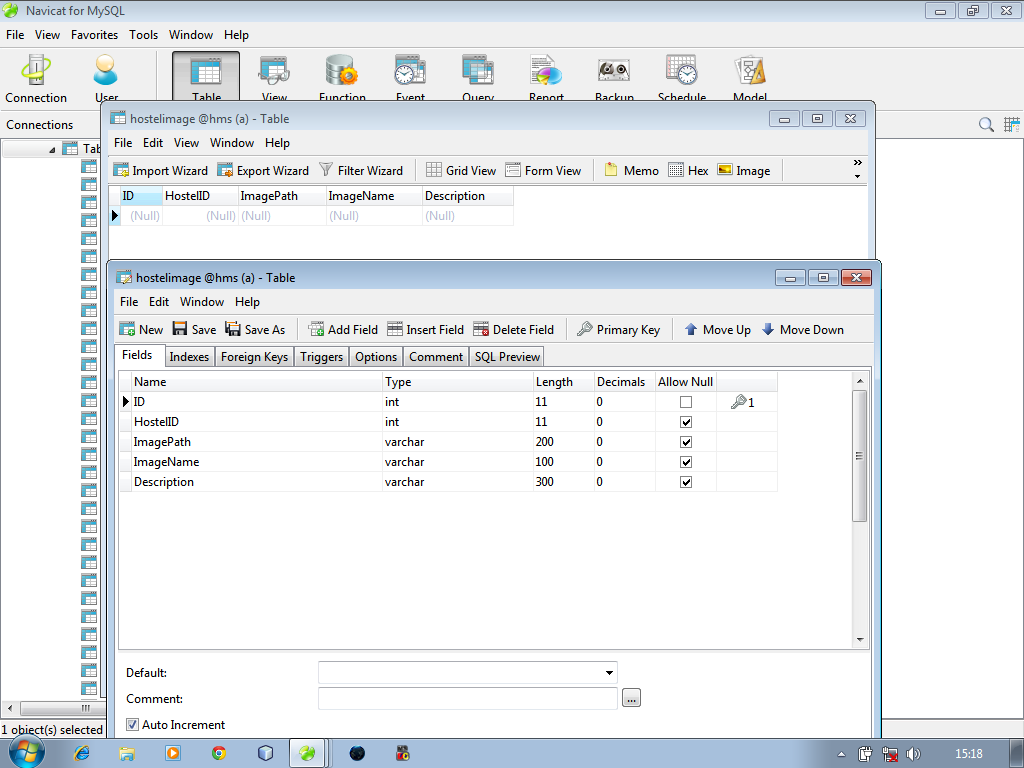 Navicat for MySQL
File View Favorites Tools Window Help
Connection User Table View Function Event Query Report Backup Schedule Model
Connections
Tab
hostelimage @hms (a) - Table
File Edit View Window Help
Import Wizard Export Wizard Filter Wizard Grid View Form View Memo Hex Image
ID HostelID ImagePath ImageName Description
(Null) (Null) (Null) (Null) (Null)
hostelimage @hms (a) - Table
File Edit Window Help
New Save Save As Add Field Insert Field Delete Field Primary Key Move Up Move Down
Fields Indexes Foreign Keys Triggers Options Comment SQL Preview
Name Type Length Decimals Allow Null
ID int 11 0 1
HostelID int 11 0
ImagePath varchar 200 0
ImageName varchar 100 0
Description varchar 300 0
Default:
Comment:
...
Auto Increment
1 object(s) selected
15:18